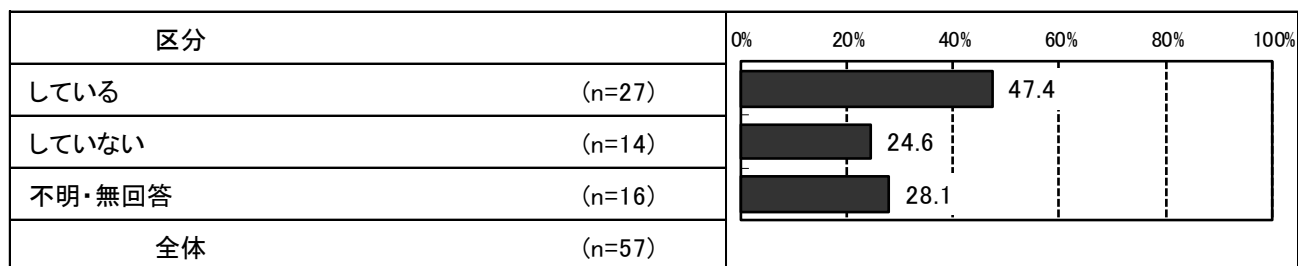 区分
0% 20% 40% 60% 80% 100%
している (n=27) 47.4
していない (n=14) 24.6
不明・無回答 (n=16) 28.1
全体 (n=57)